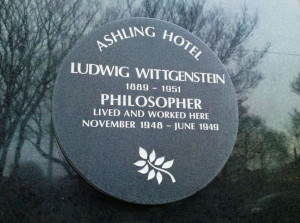 ASHLING HOTEL
LUDWIG WITTGENSTEIN
1889 - 1951
PHILOSOPHER
LIVED AND WORKED HERE
NOVEMBER 1948 - JUNE 1949